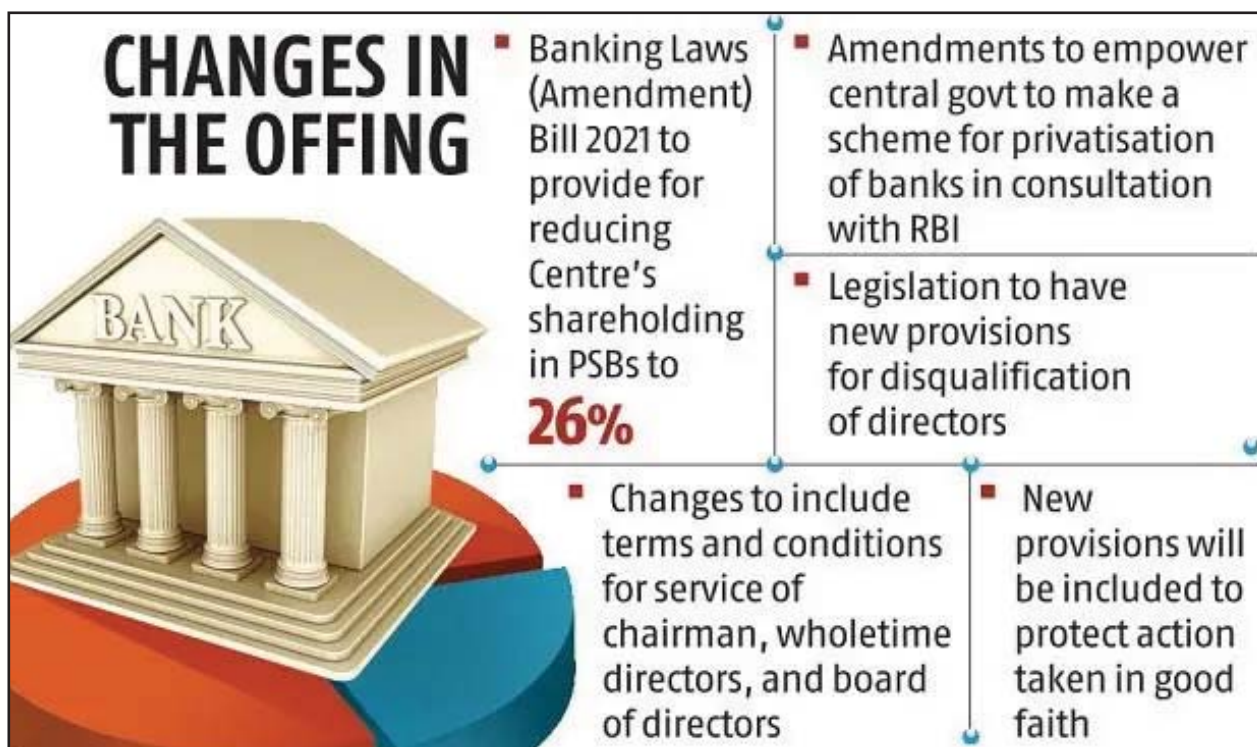 CHANGES IN
THE OFFING
BANK
■ Banking Laws
(Amendment)
Bill 2021 to
provide for
reducing
Centre's
shareholding
in PSBs to
26%
■ Amendments to empower
central govt to make a
scheme for privatisation
of banks in consultation
with RBI
■ Legislation to have
new provisions
for disqualification
of directors
■ Changes to include
terms and conditions
for service of
chairman, wholetime
directors, and board
of directors
■ New
provisions will
be included to
protect action
taken in good
faith